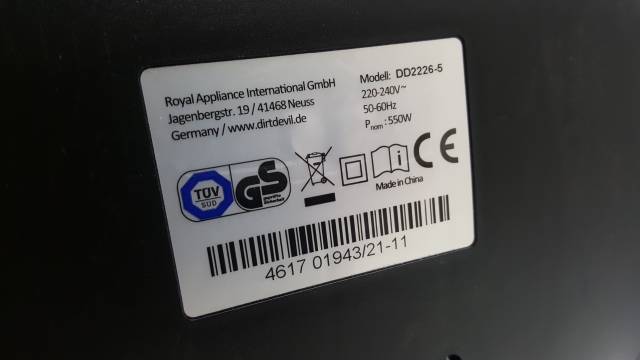 Royal Appliance International GmbH
Jagenbergstr. 19 / 41468 Neuss
Germany / www.dirtdevil.de
Modell: DD2226-5
220-240V~
50-60Hz
Pnom : 550W
TÜV
SÜD
GS
i
CE
Made in China
4617 01943/21-11